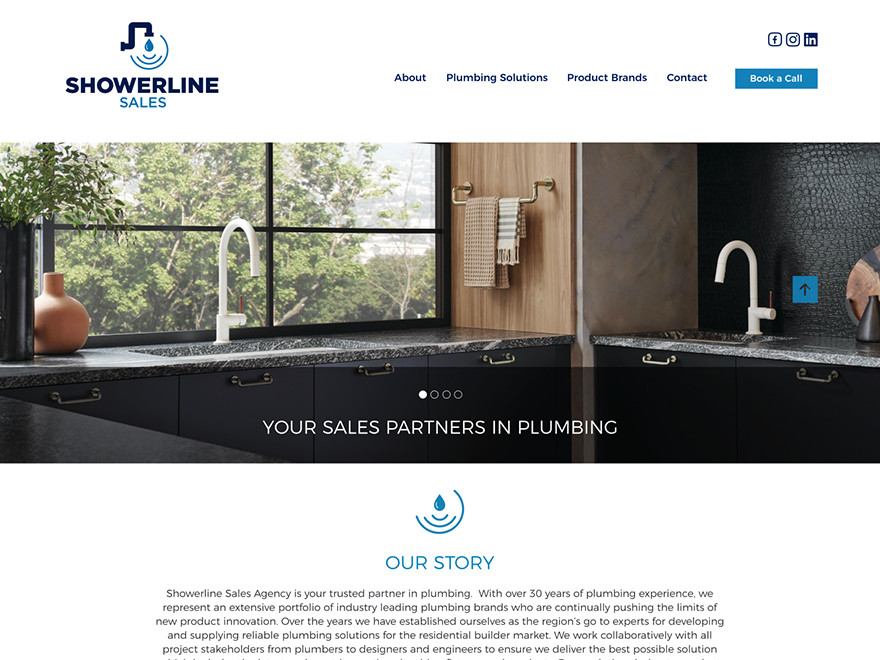 SHOWERLINE
SALES
About
Plumbing Solutions
Product Brands
Contact
Book a Call
YOUR SALES PARTNERS IN PLUMBING
OUR STORY
Showerline Sales Agency is your trusted partner in plumbing. With over 30 years of plumbing experience, we
represent an extensive portfolio of industry leading plumbing brands who are continually pushing the limits of
new product innovation. Over the years we have established ourselves as the region's go to experts for developing
and supplying reliable plumbing solutions for the residential builder market. We work collaboratively with all
project stakeholders from plumbers to designers and engineers to ensure we deliver the best possible solution